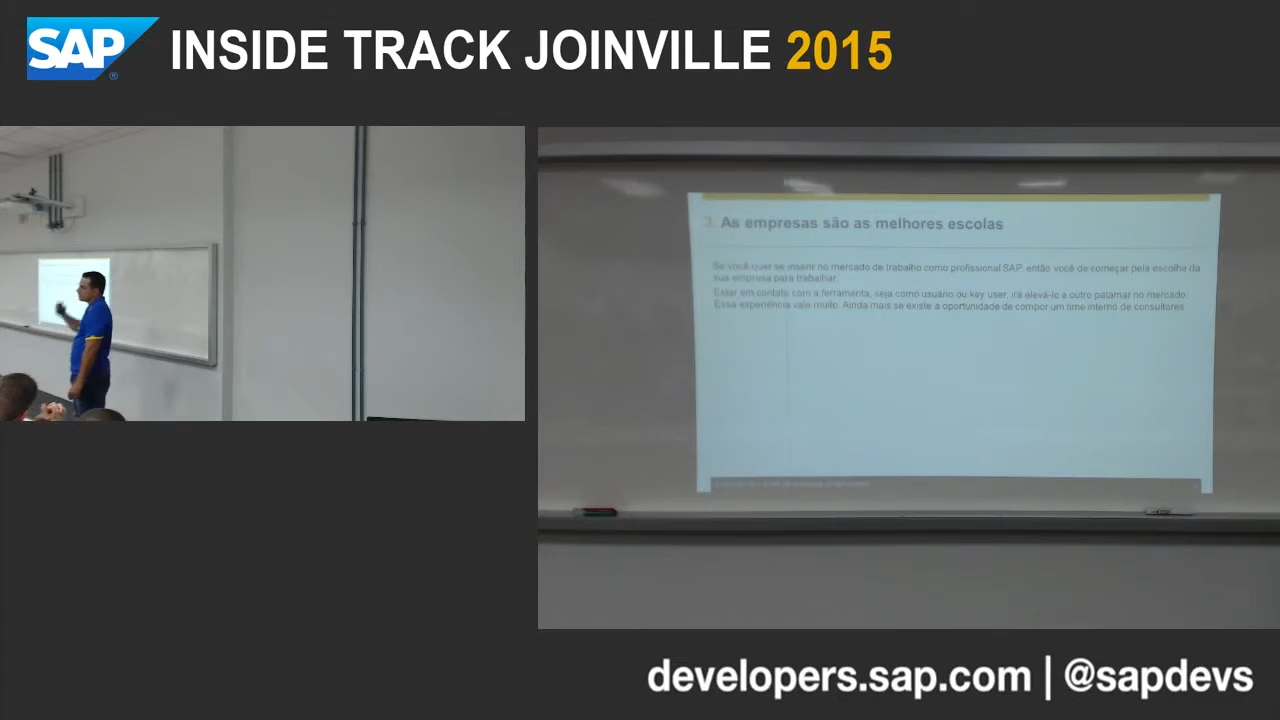 SAP ®
INSIDE TRACK JOINVILLE 2015
3. As empresas são as melhores escolas
Se você quer se inserir no mercado de trabalho como profissional SAP, então você de começar pela escolha da
sua empresa para trabalhar.
Estar em contato com a ferramenta, seja como usuário ou key user, irá elevá-lo a outro patamar no mercado.
Essa experiência vale muito. Ainda mais se existe a oportunidade de compor um time interno de consultores.
developers.sap.com | @sapdevs